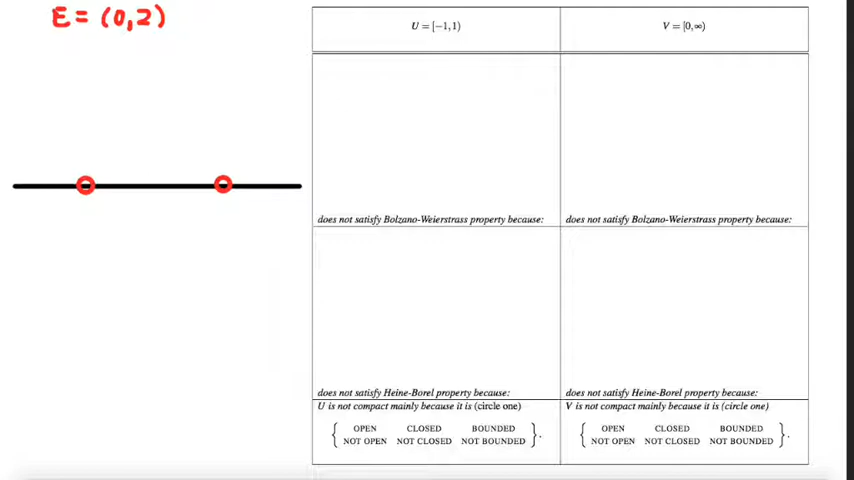 E = (0,2)
U = [−1,1)
V = [0,∞)
does not satisfy Bolzano-Weierstrass property because:
does not satisfy Bolzano-Weierstrass property because:
does not satisfy Heine-Borel property because:
does not satisfy Heine-Borel property because:
U is not compact mainly because it is (circle one)
{ OPEN CLOSED BOUNDED
NOT OPEN NOT CLOSED NOT BOUNDED }.
V is not compact mainly because it is (circle one)
{ OPEN CLOSED BOUNDED
NOT OPEN NOT CLOSED NOT BOUNDED }.